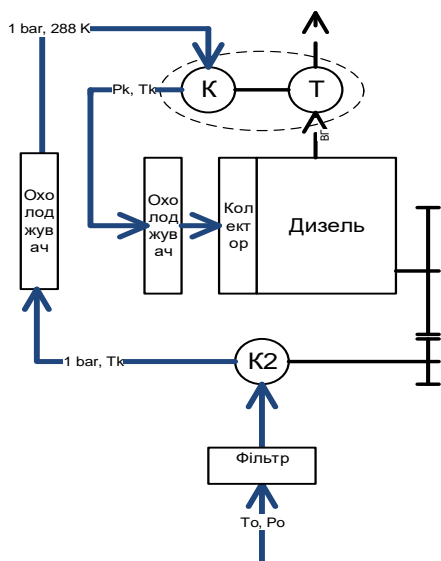 1 bar, 288 K
К
Т
Pk, Tk
ВГ
Охо
лод
жув
ач
Охо
лод
жув
ач
Кол
ект
ор
Дизель
1 bar, Tk
К2
Фільтр
To, Po